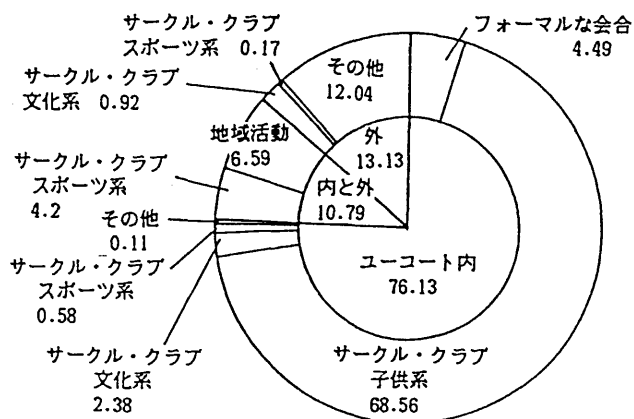 サークル・クラブ
スポーツ系 0.17
フォーマルな会合
4.49
サークル・クラブ
文化系 0.92
その他
12.04
地域活動
6.59
外
13.13
サークル・クラブ
スポーツ系
4.2
内と外
10.79
その他
0.11
サークル・クラブ
スポーツ系
0.58
ユーコート内
76.13
サークル・クラブ
文化系
2.38
サークル・クラブ
子供系
68.56